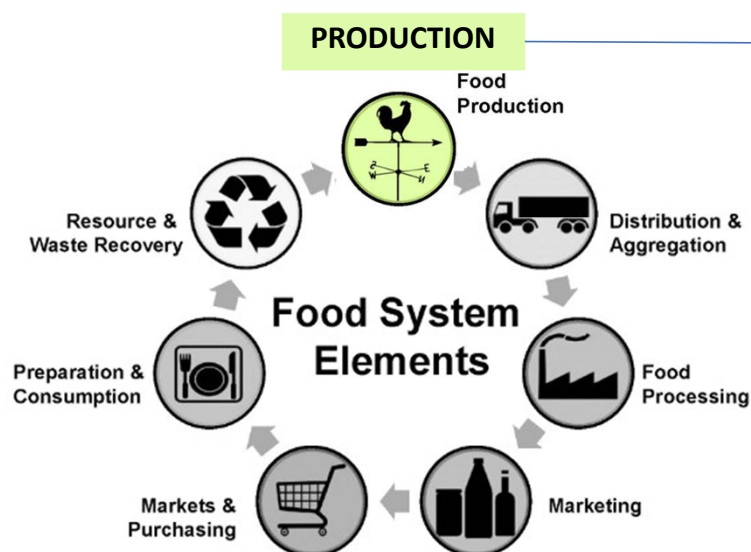 PRODUCTION
Food
Production
Distribution &
Aggregation
Food
Processing
Marketing
Markets &
Purchasing
Preparation &
Consumption
Resource &
Waste Recovery
Food System
Elements
S
E
W
N